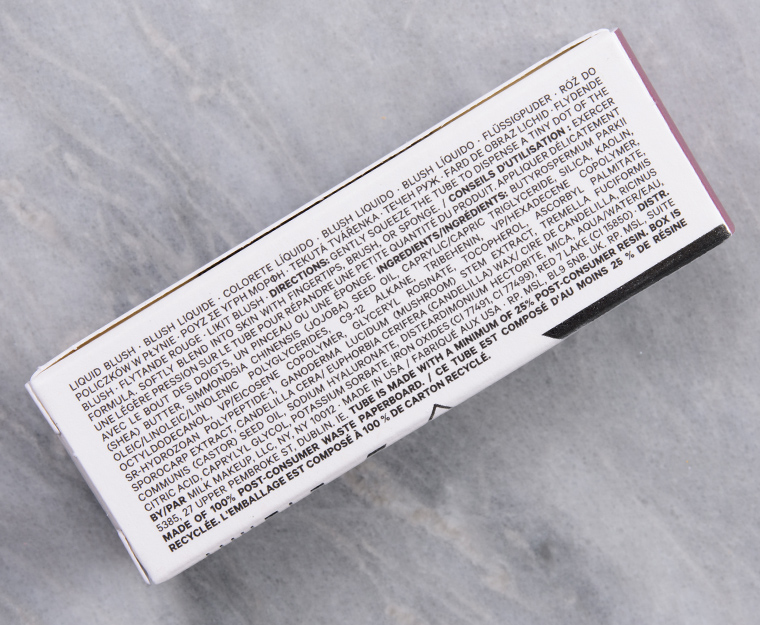 LIQUID BLUSH · BLUSH LIQUIDE · COLORETE LÍQUIDO · BLUSH LIQUIDO · BLUSH LÍQUIDO · FLÜSSIGPUDER · RÓŻ DO
POLICZKÓW W PŁYNIE · ΡΟΥΖ ΣΕ ΥΓΡΗ ΜΟΡΦΗ · TEKUTÁ TVÁŘENKA · ТЕЧЕН РУЖ · FARD DE OBRAZ LICHID · FLYDENDE
BLUSH · FLYTANDE ROUGE · LIKIT BLUSH · DIRECTIONS: GENTLY SQUEEZE THE TUBE TO DISPENSE A TINY DOT OF THE
FORMULA. SOFTLY BLEND INTO SKIN WITH FINGERTIPS, BRUSH, OR SPONGE. / CONSEILS D'UTILISATION : EXERCER
UNE LÉGÈRE PRESSION SUR LE TUBE POUR RÉPANDRE UNE PETITE QUANTITÉ DU PRODUIT. APPLIQUER DÉLICATEMENT
AVEC LE BOUT DES DOIGTS, UN PINCEAU OU UNE ÉPONGE. INGREDIENTS/INGRÉDIENTS: BUTYROSPERMUM PARKII
(SHEA) BUTTER, SIMMONDSIA CHINENSIS (JOJOBA) SEED OIL, CAPRYLIC/CAPRIC TRIGLYCERIDE, SILICA, KAOLIN,
OLEIC/LINOLEIC/LINOLENIC POLYGLYCERIDES, C9-12 ALKANE, TRIBEHENIN, VP/HEXADECENE COPOLYMER,
OCTYLDODECANOL, VP/EICOSENE COPOLYMER, GLYCERYL ROSINATE, TOCOPHEROL, ASCORBYL PALMITATE,
SR-HYDROZOAN POLYPEPTIDE-1, GANODERMA LUCIDUM (MUSHROOM) STEM EXTRACT, TREMELLA FUCIFORMIS
SPOROCARP EXTRACT, CANDELILLA CERA/ EUPHORBIA CERIFERA (CANDELILLA) WAX/ CIRE DE CANDELILLA, RICINUS
COMMUNIS (CASTOR) SEED OIL, SODIUM HYALURONATE, DISTEARDIMONIUM HECTORITE, MICA, AQUA/WATER/EAU,
CITRIC ACID, CAPRYLYL GLYCOL, POTASSIUM SORBATE, IRON OXIDES (CI 77491, CI 77499), RED 7 LAKE (CI 15850) · DISTR.
BY/PAR MILK MAKEUP, LLC, NY, NY 10012 · MADE IN USA / FABRIQUÉ AUX USA · RP. MSL, BL9 5NB, UK. RP. MSL, SUITE
5385, 27 UPPER PEMBROKE ST, DUBLIN, IE. TUBE IS MADE WITH A MINIMUM OF 25% POST-CONSUMER RESIN. BOX IS
MADE OF 100% POST-CONSUMER WASTE PAPERBOARD. / CE TUBE EST COMPOSÉ D'AU MOINS 25 % DE RÉSINE
RECYCLÉE. L'EMBALLAGE EST COMPOSÉ À 100 % DE CARTON RECYCLÉ.